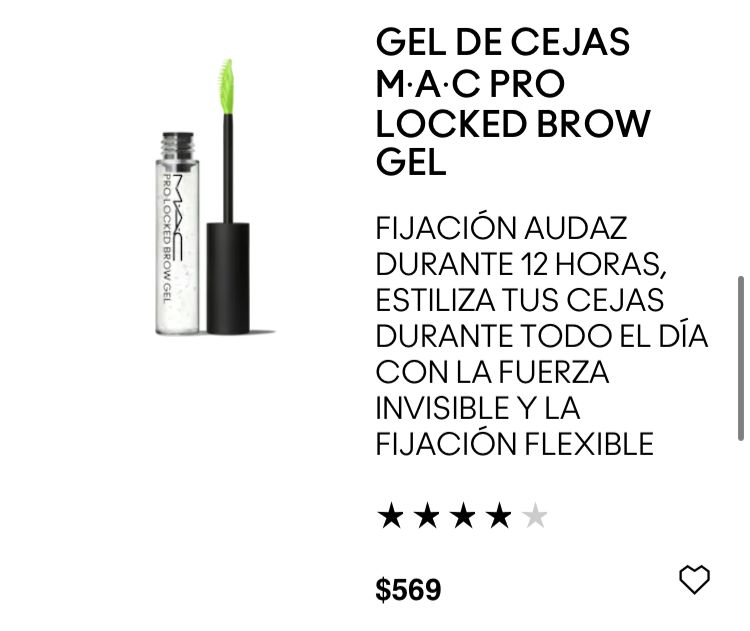 GEL DE CEJAS
M·A·C PRO
LOCKED BROW
GEL
FIJACIÓN AUDAZ
DURANTE 12 HORAS,
ESTILIZA TUS CEJAS
DURANTE TODO EL DÍA
CON LA FUERZA
INVISIBLE Y LA
FIJACIÓN FLEXIBLE
$569
MAC
PRO LOCKED BROW GEL